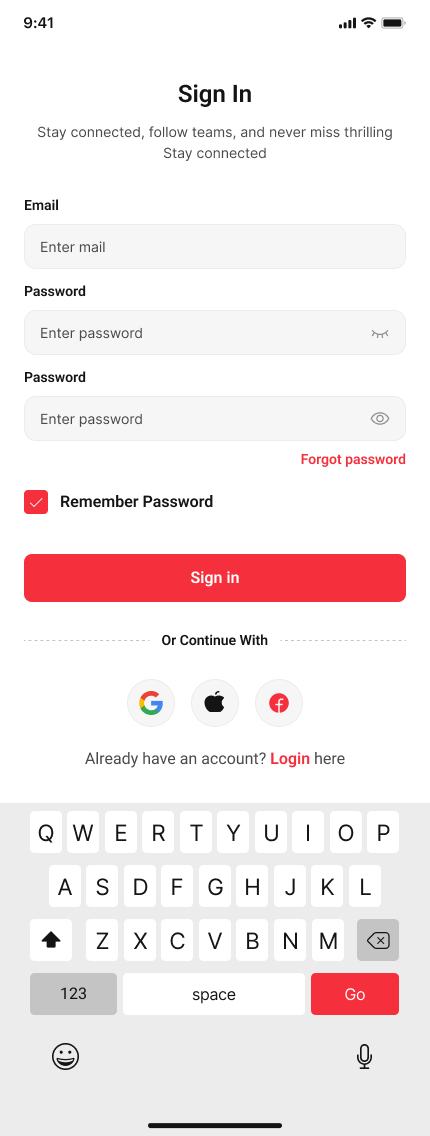 9:41
Sign In
Stay connected, follow teams, and never miss thrilling
Stay connected
Email
Enter mail
Password
Enter password
Password
Enter password
Forgot password
Remember Password
Sign in
Or Continue With
Already have an account? Login here
Q W E R T Y U I O P
A S D F G H J K L
Z X C V B N M
123 space Go